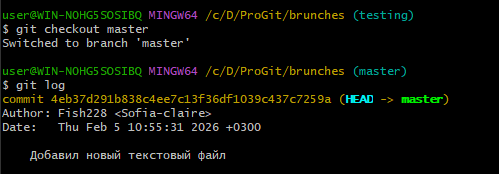 user@WIN-NOHG5SOSIBQ MINGW64 /c/D/ProGit/brunches (testing)
$ git checkout master
Switched to branch 'master'
user@WIN-NOHG5SOSIBQ MINGW64 /c/D/ProGit/brunches (master)
$ git log
commit 4eb37d291b838c4ee7c13f36df1039c437c7259a (HEAD -> master)
Author: Fish228 <Sofia-claire>
Date:   Thu Feb 5 10:55:31 2026 +0300
Добавил новый текстовый файл